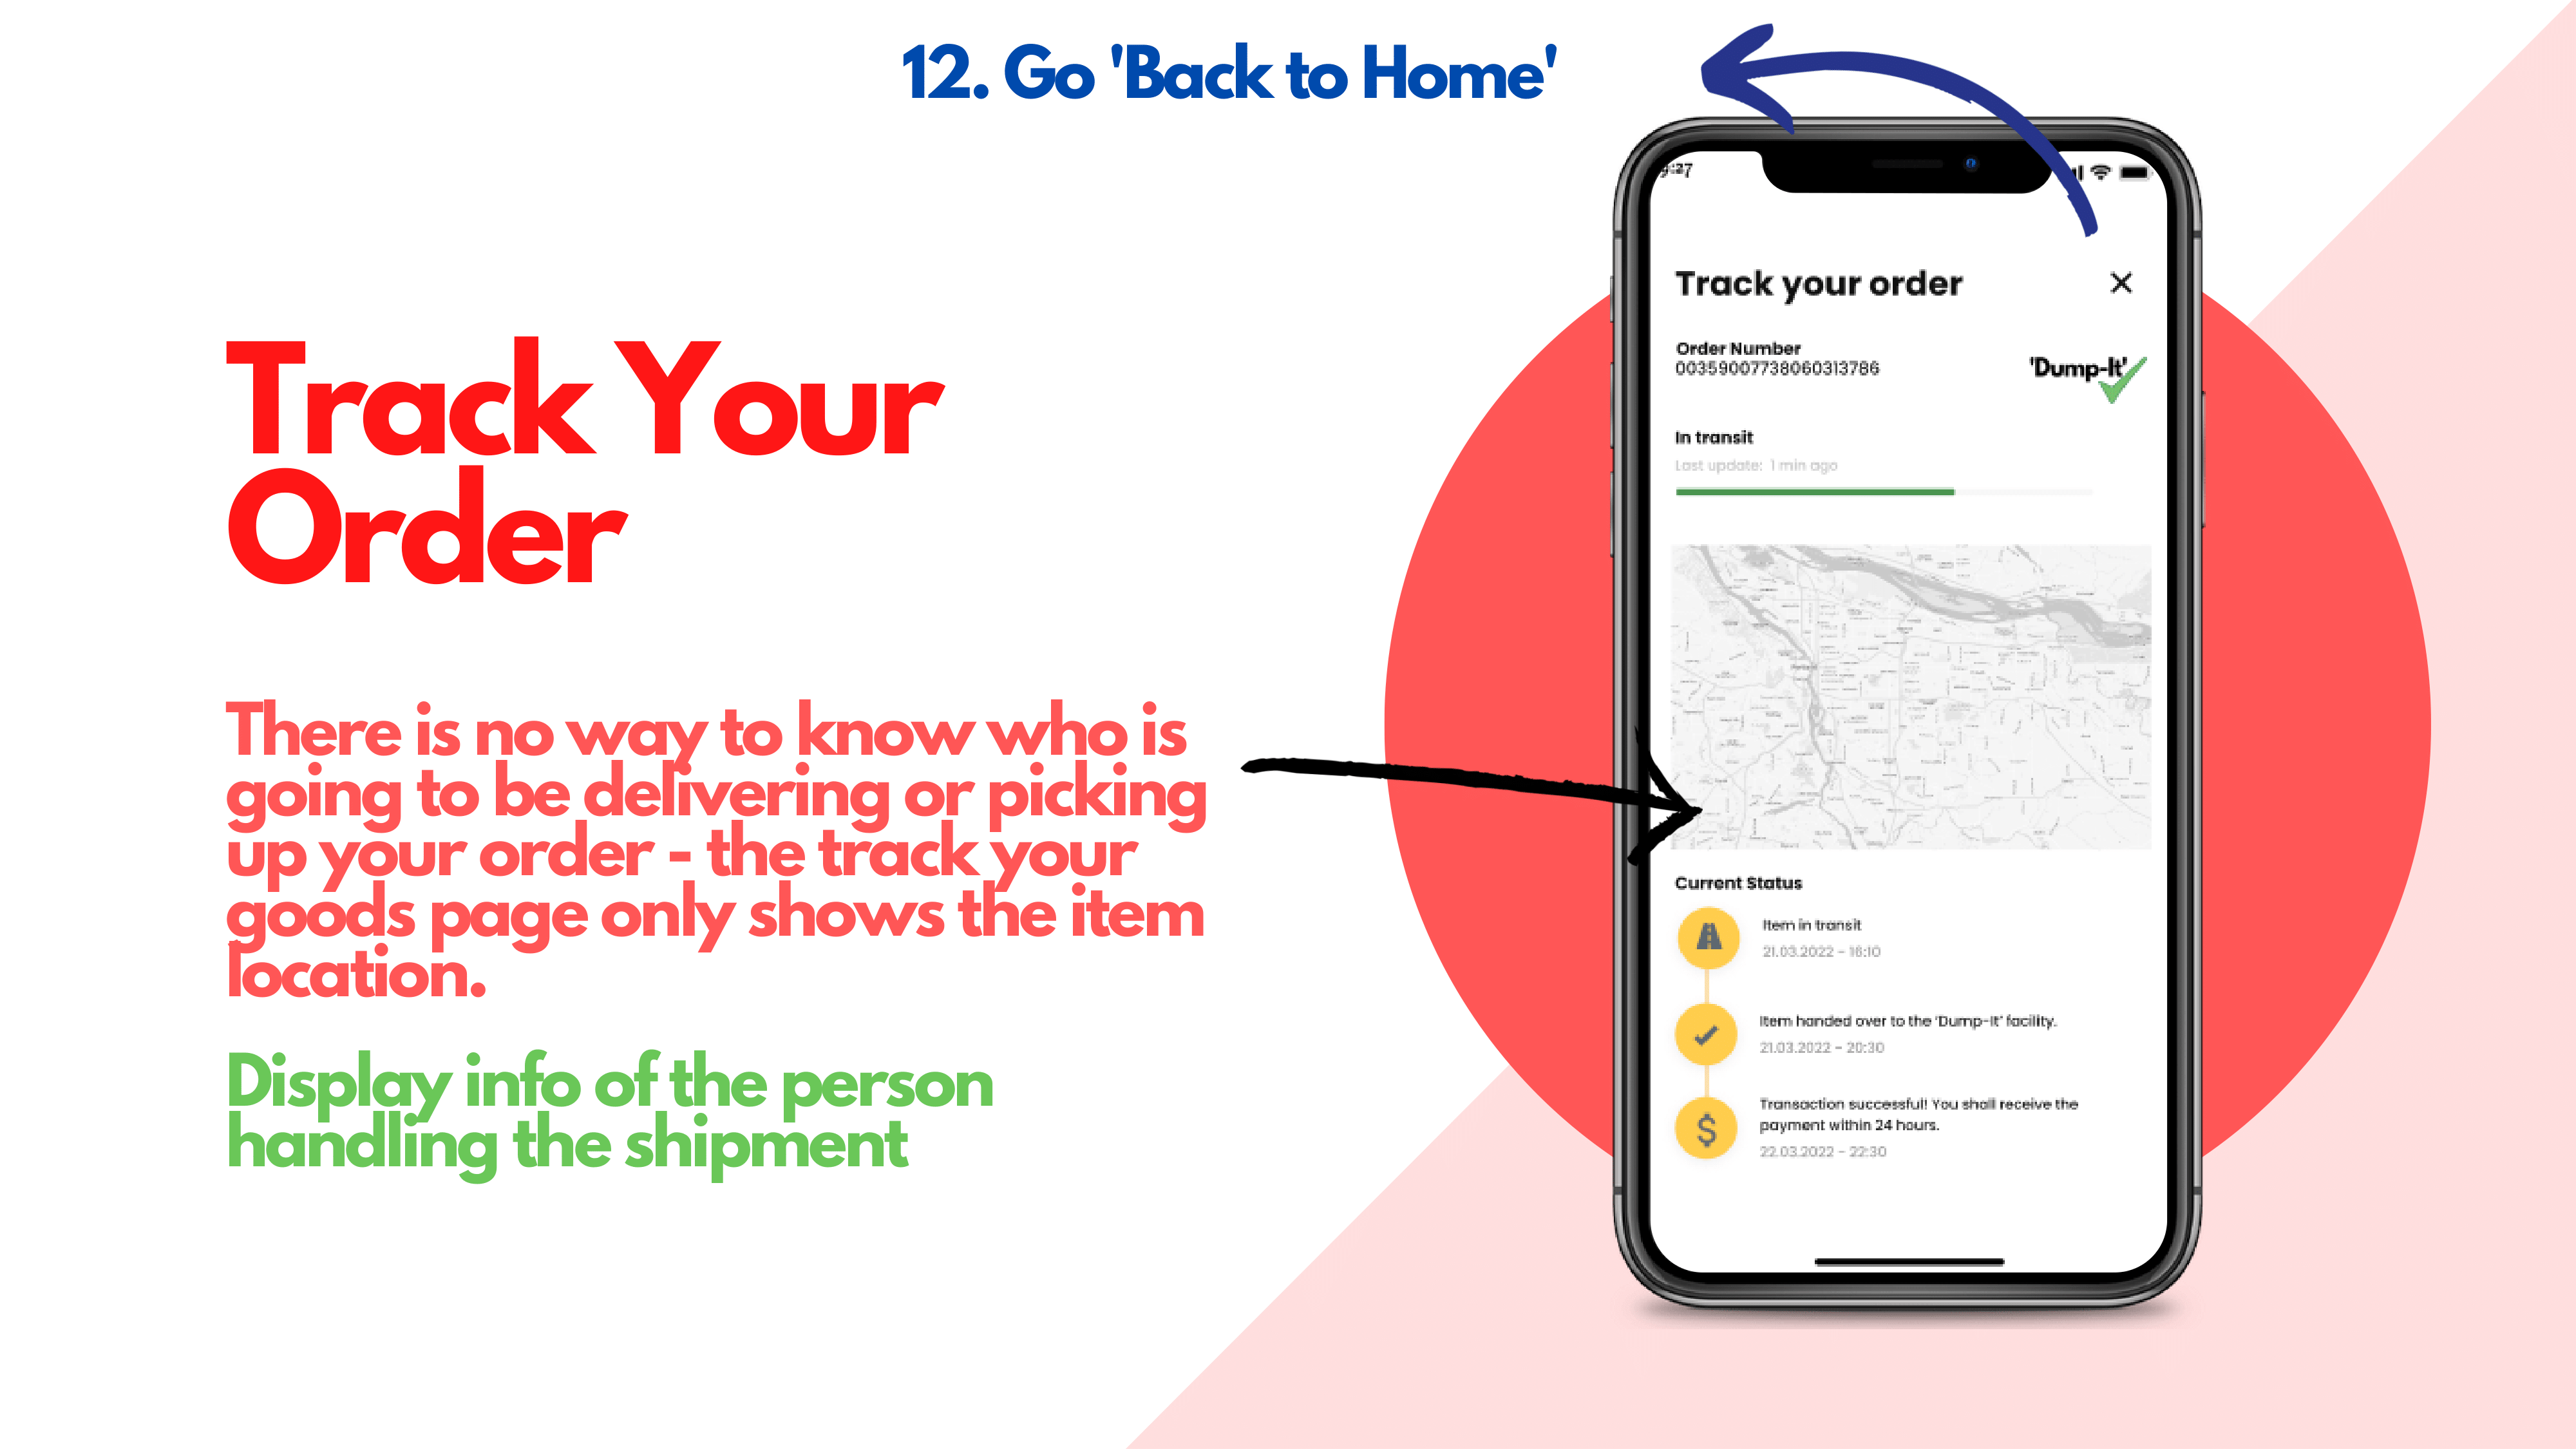 12. Go 'Back to Home'
Track Your
Order
There is no way to know who is
going to be delivering or picking
up your order - the track your
goods page only shows the item
location.
Display info of the person
handling the shipment
9:37
Track your order
Order Number
00359007738060313786
'Dump-It'
In transit
Last update: 1 min ago
Portland
Current Status
Item in transit
21.03.2022 - 16:10
Item handed over to the 'Dump-It' facility.
21.03.2022 - 20:30
Transaction successful! You shall receive the
payment within 24 hours.
22.03.2022 - 22:30